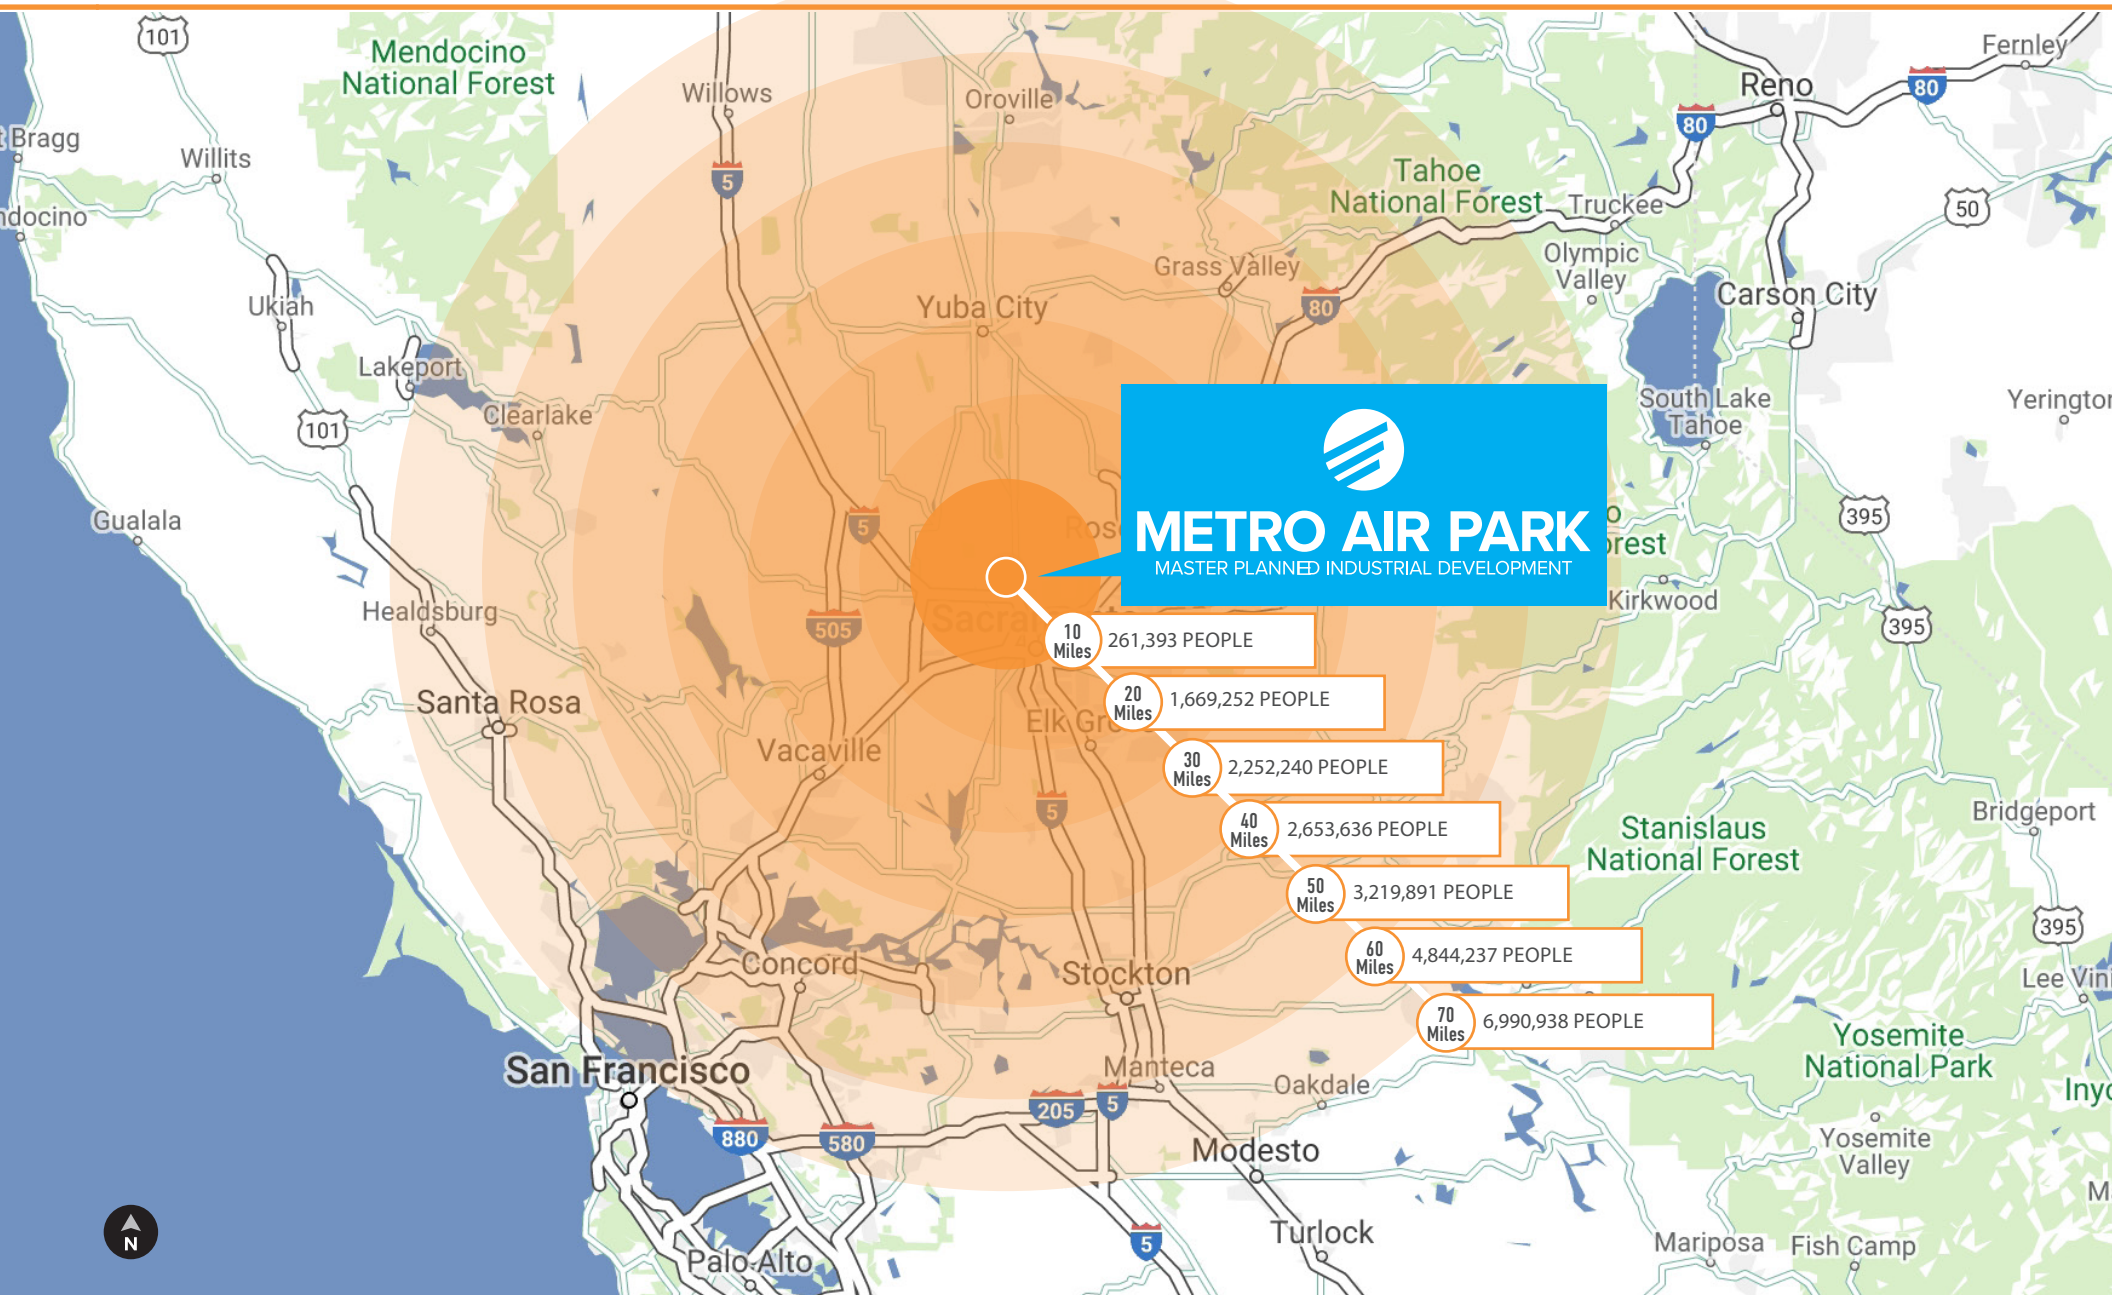 101
Mendocino
National Forest
Willows
Oroville
Fernley
Reno
80
80
Bragg
Willits
5
Tahoe
National Forest
Truckee
50
Olympic
Valley
Grass Valley
80
Carson City
Ukiah
Yuba City
Lakeport
Clearlake
101
South Lake
Tahoe
METRO AIR PARK
MASTER PLANNED INDUSTRIAL DEVELOPMENT
Gualala
5
395
Healdsburg
505
Kirkwood
395
10
Miles
261,393 PEOPLE
20
Miles
1,669,252 PEOPLE
Santa Rosa
Vacaville
30
Miles
2,252,240 PEOPLE
5
40
Miles
2,653,636 PEOPLE
Stanislaus
National Forest
Bridgeport
50
Miles
3,219,891 PEOPLE
395
60
Miles
4,844,237 PEOPLE
Concord
Stockton
70
Miles
6,990,938 PEOPLE
Yosemite
National Park
San Francisco
Manteca
Oakdale
205
5
880
580
Modesto
Yosemite
Valley
5
Turlock
Mariposa
Fish Camp
Palo Alto
N